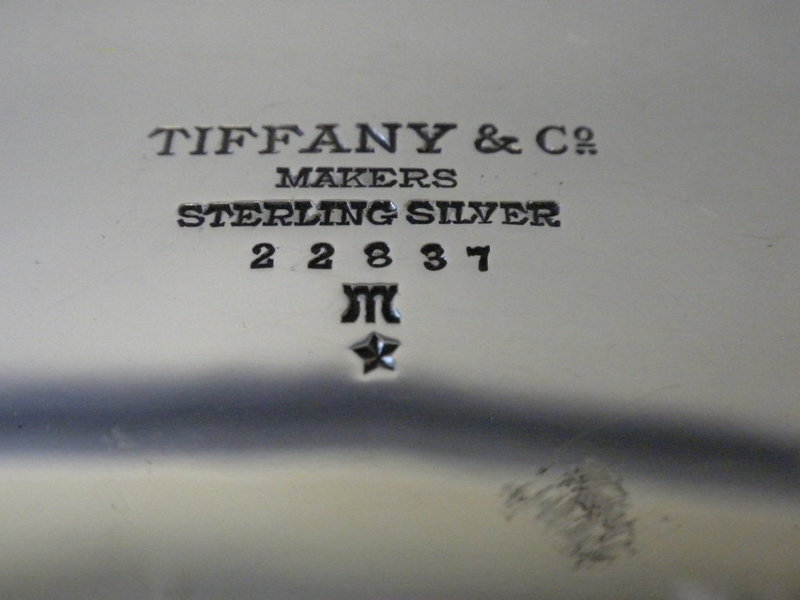 TIFFANY & Cº
MAKERS
STERLING SILVER
22837
m